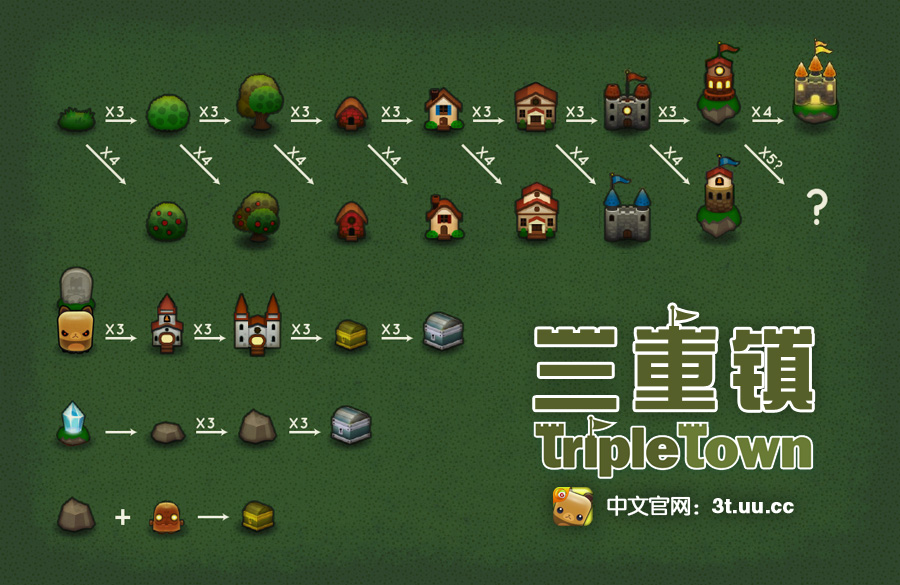 X3 X3 X3 X3 X3 X3 X3 X4
X4 X4 X4 X4 X4 X4 X4 X5?
?
X3 X3 X3 X3
X3 X3
+
三重镇
TripleTown
中文官网：3t.uu.cc